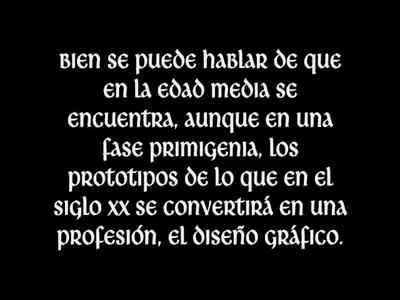 Bien se puede hablar de que
en la Edad Media se
encuentra, aunque en una
fase primigenia, los
prototipos de lo que en el
siglo XX se convertirá en una
profesión, el diseño gráfico.